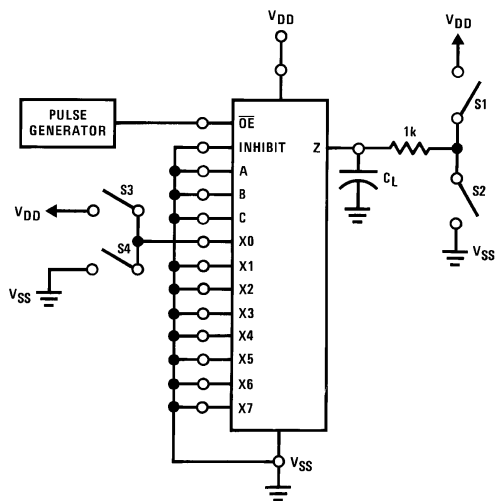 VDD
VDD
PULSE
GENERATOR
OE
INHIBIT
Z
1k
S1
A
CL
B
S3
S2
C
VDD
X0
S4
VSS
X1
VSS
X2
X3
X4
X5
X6
X7
VSS